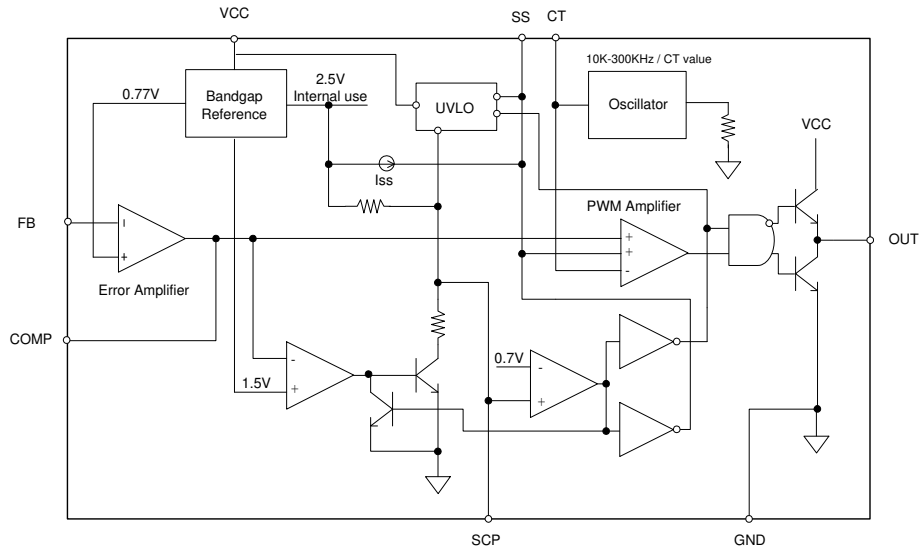 VCC
SS
CT
10K-300KHz / CT value
2.5V
Internal use
0.77V
Bandgap
Reference
UVLO
Oscillator
VCC
Iss
PWM Amplifier
FB
-
+
+
+
-
OUT
Error Amplifier
COMP
0.7V
-
+
-
+
1.5V
SCP
GND